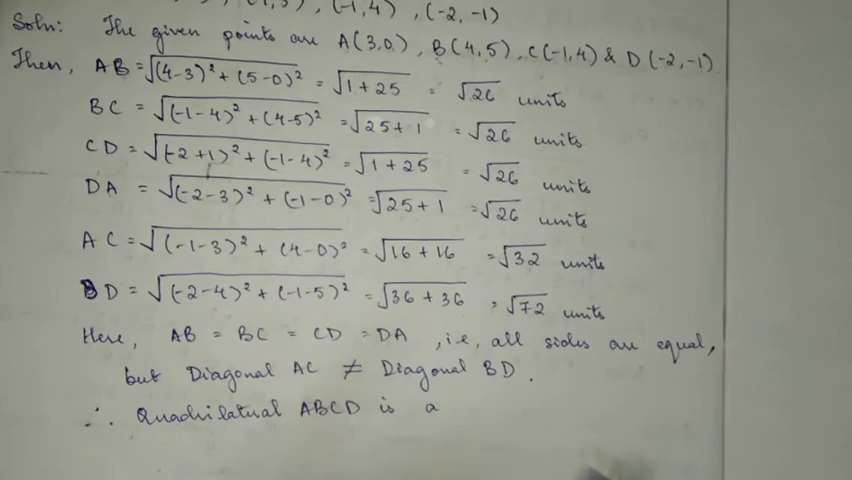 , (-1,4) , (-2, -1)
Soln: The given points are A(3,0), B(4,5), C(-1,4) & D(-2,-1)
Then, AB = √(4-3)² + (5-0)² = √1+25 = √26 units
BC = √(-1-4)² + (4-5)² = √25+1 = √26 units
CD = √(-2+1)² + (-1-4)² = √1+25 = √26 units
DA = √(-2-3)² + (-1-0)² = √25+1 = √26 units
AC = √(-1-3)² + (4-0)² = √16+16 = √32 units
BD = √(-2-4)² + (-1-5)² = √36+36 = √72 units
Here, AB = BC = CD = DA , i.e, all sides are equal,
but Diagonal AC ≠ Diagonal BD.
∴ Quadrilatual ABCD is a